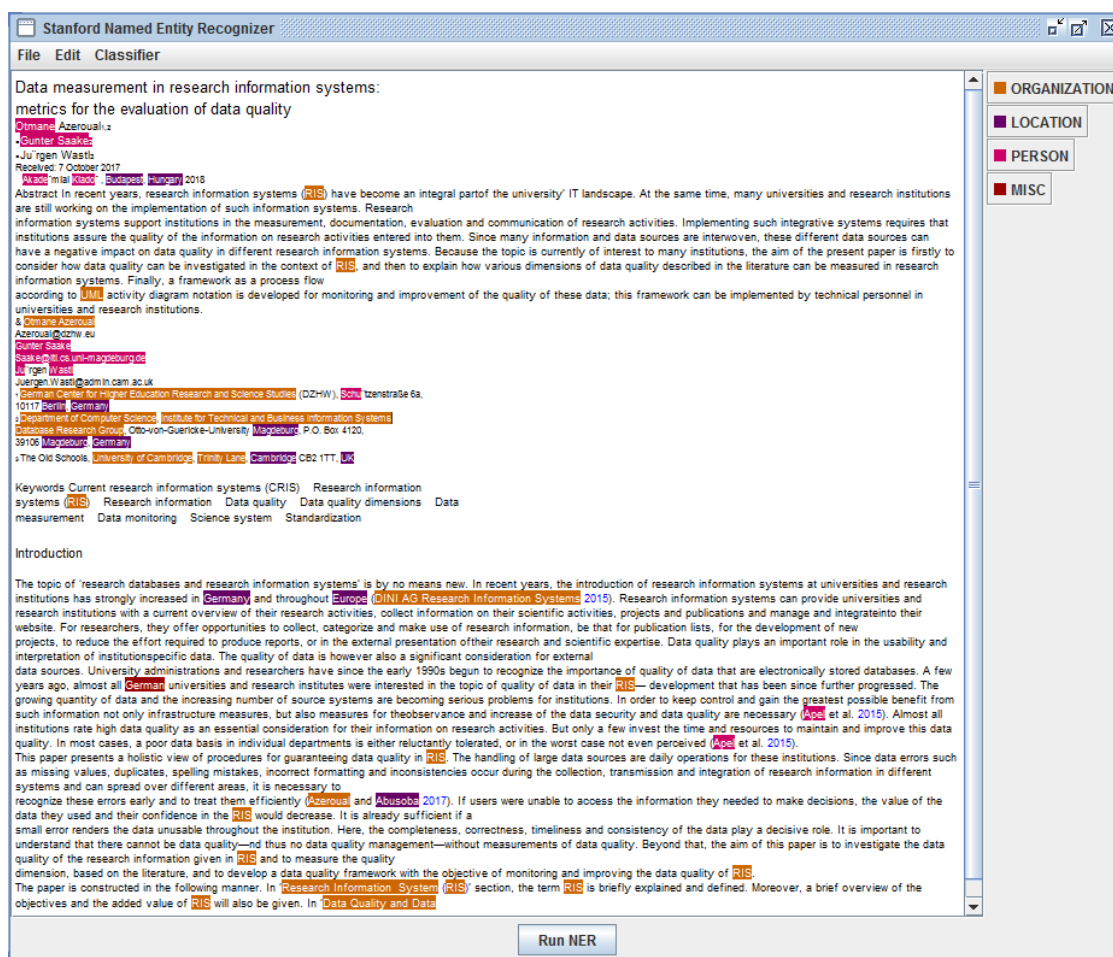 Stanford Named Entity Recognizer
File Edit Classifier
Data measurement in research information systems:
metrics for the evaluation of data quality
Otmane Azeroual1,2
•Gunter Saake2
•Ju¨rgen Wastl3
Received: 7 October 2017
Akade´miai Kiado´ , Budapest, Hungary 2018
Abstract In recent years, research information systems (RIS) have become an integral partof the university' IT landscape. At the same time, many universities and research institutions
are still working on the implementation of such information systems. Research
information systems support institutions in the measurement, documentation, evaluation and communication of research activities. Implementing such integrative systems requires that
institutions assure the quality of the information on research activities entered into them. Since many information and data sources are interwoven, these different data sources can
have a negative impact on data quality in different research information systems. Because the topic is currently of interest to many institutions, the aim of the present paper is firstly to
consider how data quality can be investigated in the context of RIS, and then to explain how various dimensions of data quality described in the literature can be measured in research
information systems. Finally, a framework as a process flow
according to UML activity diagram notation is developed for monitoring and improvement of the quality of these data; this framework can be implemented by technical personnel in
universities and research institutions.
& Otmane Azeroual
Azeroual@dzhw.eu
Gunter Saake
Saake@iti.cs.uni-magdeburg.de
Ju¨rgen Wastl
Juergen.Wastl@admin.cam.ac.uk
1 German Center for Higher Education Research and Science Studies (DZHW), Schu¨tzenstraße 6a,
10117 Berlin, Germany
2 Department of Computer Science, Institute for Technical and Business Information Systems
Database Research Group, Otto-von-Guericke-University Magdeburg, P.O. Box 4120,
39106 Magdeburg, Germany
3 The Old Schools, University of Cambridge, Trinity Lane, Cambridge CB2 1TT, UK
Keywords Current research information systems (CRIS) Research information
systems (RIS) Research information Data quality Data quality dimensions Data
measurement Data monitoring Science system Standardization
Introduction
The topic of 'research databases and research information systems' is by no means new. In recent years, the introduction of research information systems at universities and research
institutions has strongly increased in Germany and throughout Europe (DINI AG Research Information Systems 2015). Research information systems can provide universities and
research institutions with a current overview of their research activities, collect information on their scientific activities, projects and publications and manage and integrateinto their
website. For researchers, they offer opportunities to collect, categorize and make use of research information, be that for publication lists, for the development of new
projects, to reduce the effort required to produce reports, or in the external presentation oftheir research and scientific expertise. Data quality plays an important role in the usability and
interpretation of institutionspecific data. The quality of data is however also a significant consideration for external
data sources. University administrations and researchers have since the early 1990s begun to recognize the importance of quality of data that are electronically stored databases. A few
years ago, almost all German universities and research institutes were interested in the topic of quality of data in their RIS— development that has been since further progressed. The
growing quantity of data and the increasing number of source systems are becoming serious problems for institutions. In order to keep control and gain the greatest possible benefit from
such information not only infrastructure measures, but also measures for theobservance and increase of the data security and data quality are necessary (Apel et al. 2015). Almost all
institutions rate high data quality as an essential consideration for their information on research activities. But only a few invest the time and resources to maintain and improve this data
quality. In most cases, a poor data basis in individual departments is either reluctantly tolerated, or in the worst case not even perceived (Apel et al. 2015).
This paper presents a holistic view of procedures for guaranteeing data quality in RIS. The handling of large data sources are daily operations for these institutions. Since data errors such
as missing values, duplicates, spelling mistakes, incorrect formatting and inconsistencies occur during the collection, transmission and integration of research information in different
systems and can spread over different areas, it is necessary to
recognize these errors early and to treat them efficiently (Azeroual and Abusoba 2017). If users were unable to access the information they needed to make decisions, the value of the
data they used and their confidence in the RIS would decrease. It is already sufficient if a
small error renders the data unusable throughout the institution. Here, the completeness, correctness, timeliness and consistency of the data play a decisive role. It is important to
understand that there cannot be data quality—nd thus no data quality management—without measurements of data quality. Beyond that, the aim of this paper is to investigate the data
quality of the research information given in RIS and to measure the quality
dimension, based on the literature, and to develop a data quality framework with the objective of monitoring and improving the data quality of RIS.
The paper is constructed in the following manner. In 'Research Information System (RIS)' section, the term RIS is briefly explained and defined. Moreover, a brief overview of the
objectives and the added value of RIS will also be given. In 'Data Quality and Data
ORGANIZATION
LOCATION
PERSON
MISC
Run NER